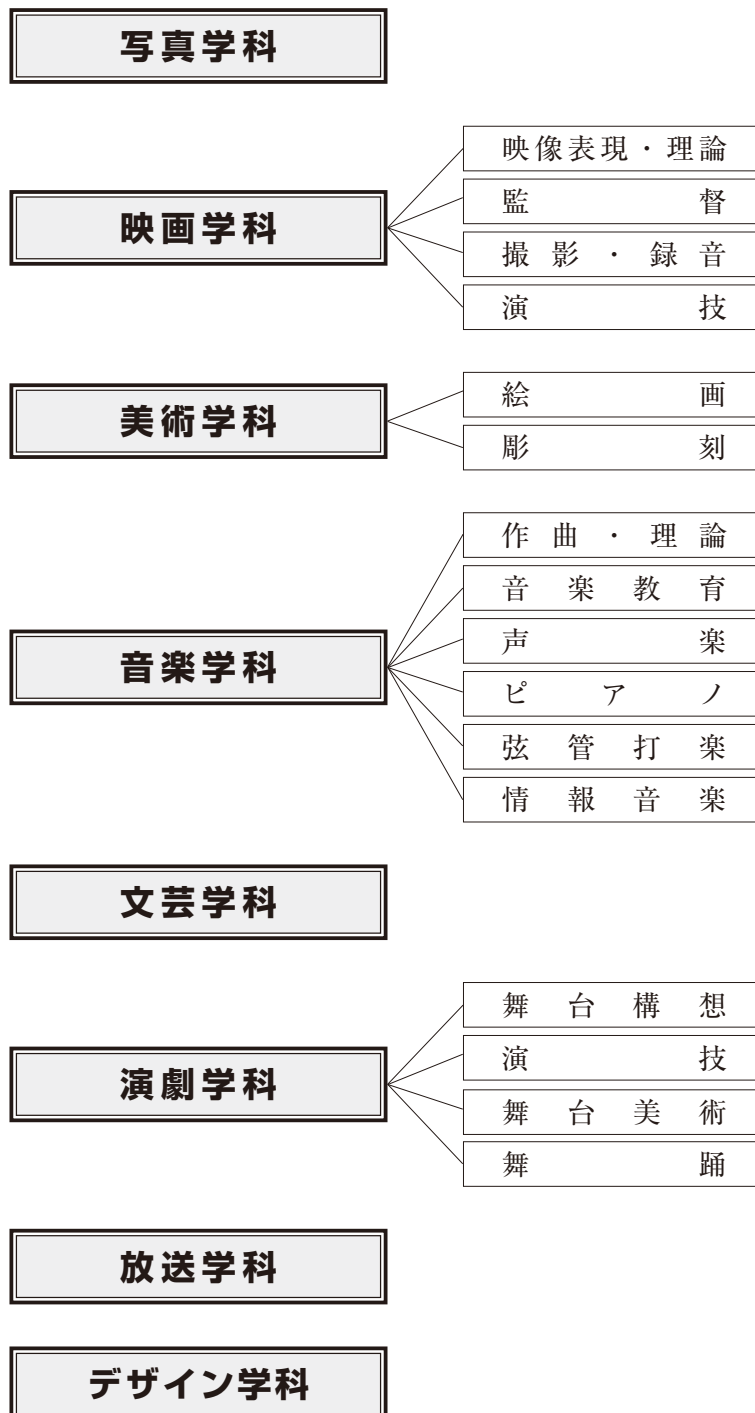 写真学科
映画学科
映像表現・理論
監督
撮影・録音
演技
美術学科
絵画
彫刻
音楽学科
作曲・理論
音楽教育
声楽
ピアノ
弦管打楽
情報音楽
文芸学科
演劇学科
舞台構想
演技
舞台美術
舞踊
放送学科
デザイン学科